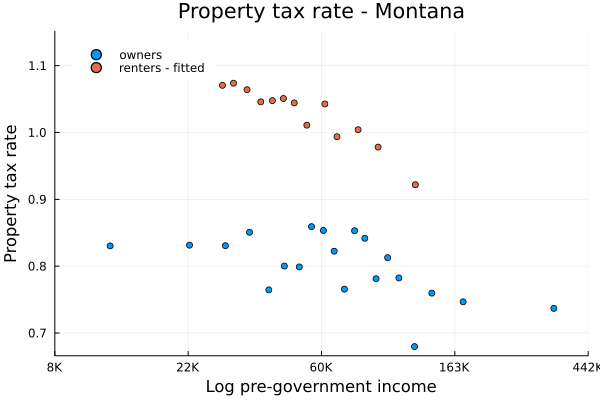 Property tax rate - Montana
owners
renters - fitted
Property tax rate
1.1
1.0
0.9
0.8
0.7
8K 22K 60K 163K 442K
Log pre-government income